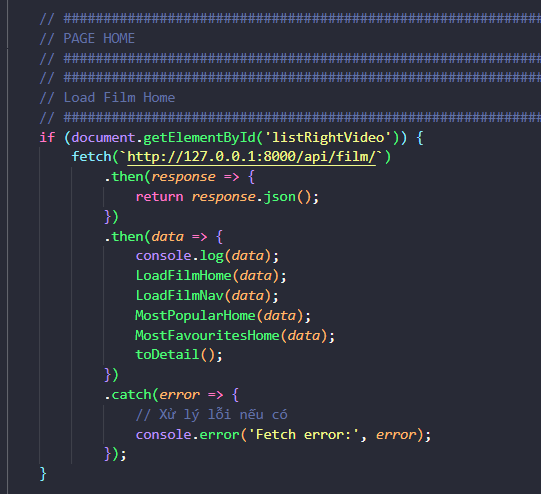 // ############################################################
// PAGE HOME
// ############################################################
// ############################################################
// Load Film Home
// ############################################################
if (document.getElementById('listRightVideo')) {
    fetch(`http://127.0.0.1:8000/api/film/`)
        .then(response => {
            return response.json();
        })
        .then(data => {
            console.log(data);
            LoadFilmHome(data);
            LoadFilmNav(data);
            MostPopularHome(data);
            MostFavouritesHome(data);
            toDetail();
        })
        .catch(error => {
            // Xử lý lỗi nếu có
            console.error('Fetch error:', error);
        });
}